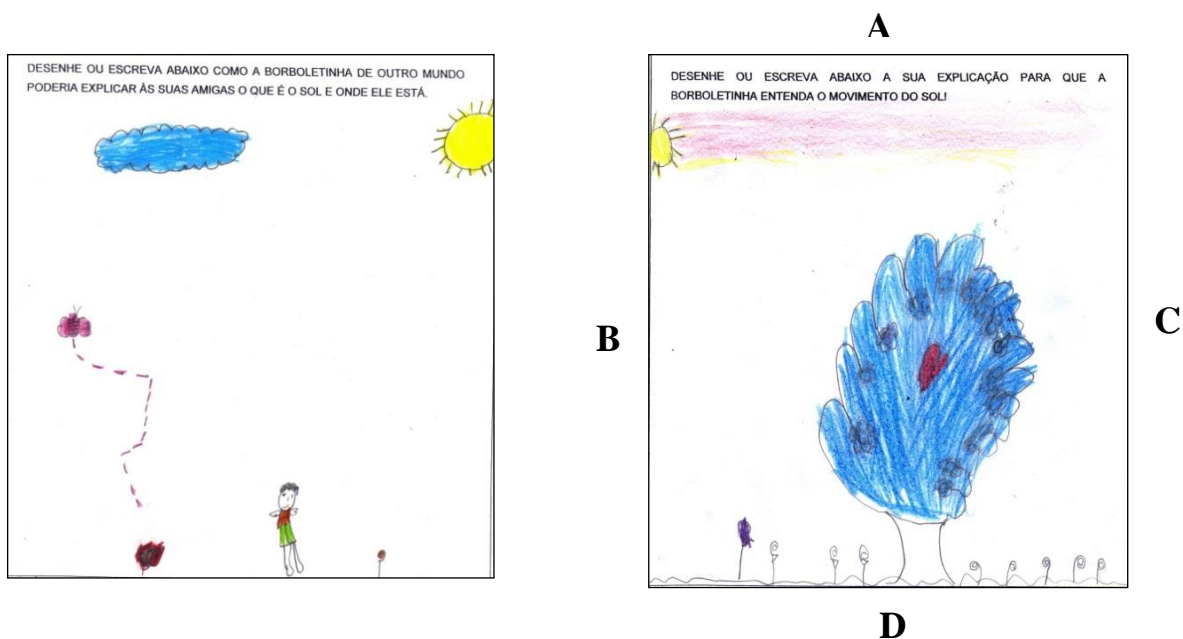 A
DESENHE OU ESCREVA ABAIXO COMO A BORBOLETINHA DE OUTRO MUNDO
PODERIA EXPLICAR ÀS SUAS AMIGAS O QUE É O SOL E ONDE ELE ESTÁ.
DESENHE OU ESCREVA ABAIXO A SUA EXPLICAÇÃO PARA QUE A
BORBOLETINHA ENTENDA O MOVIMENTO DO SOL!
B
C
D